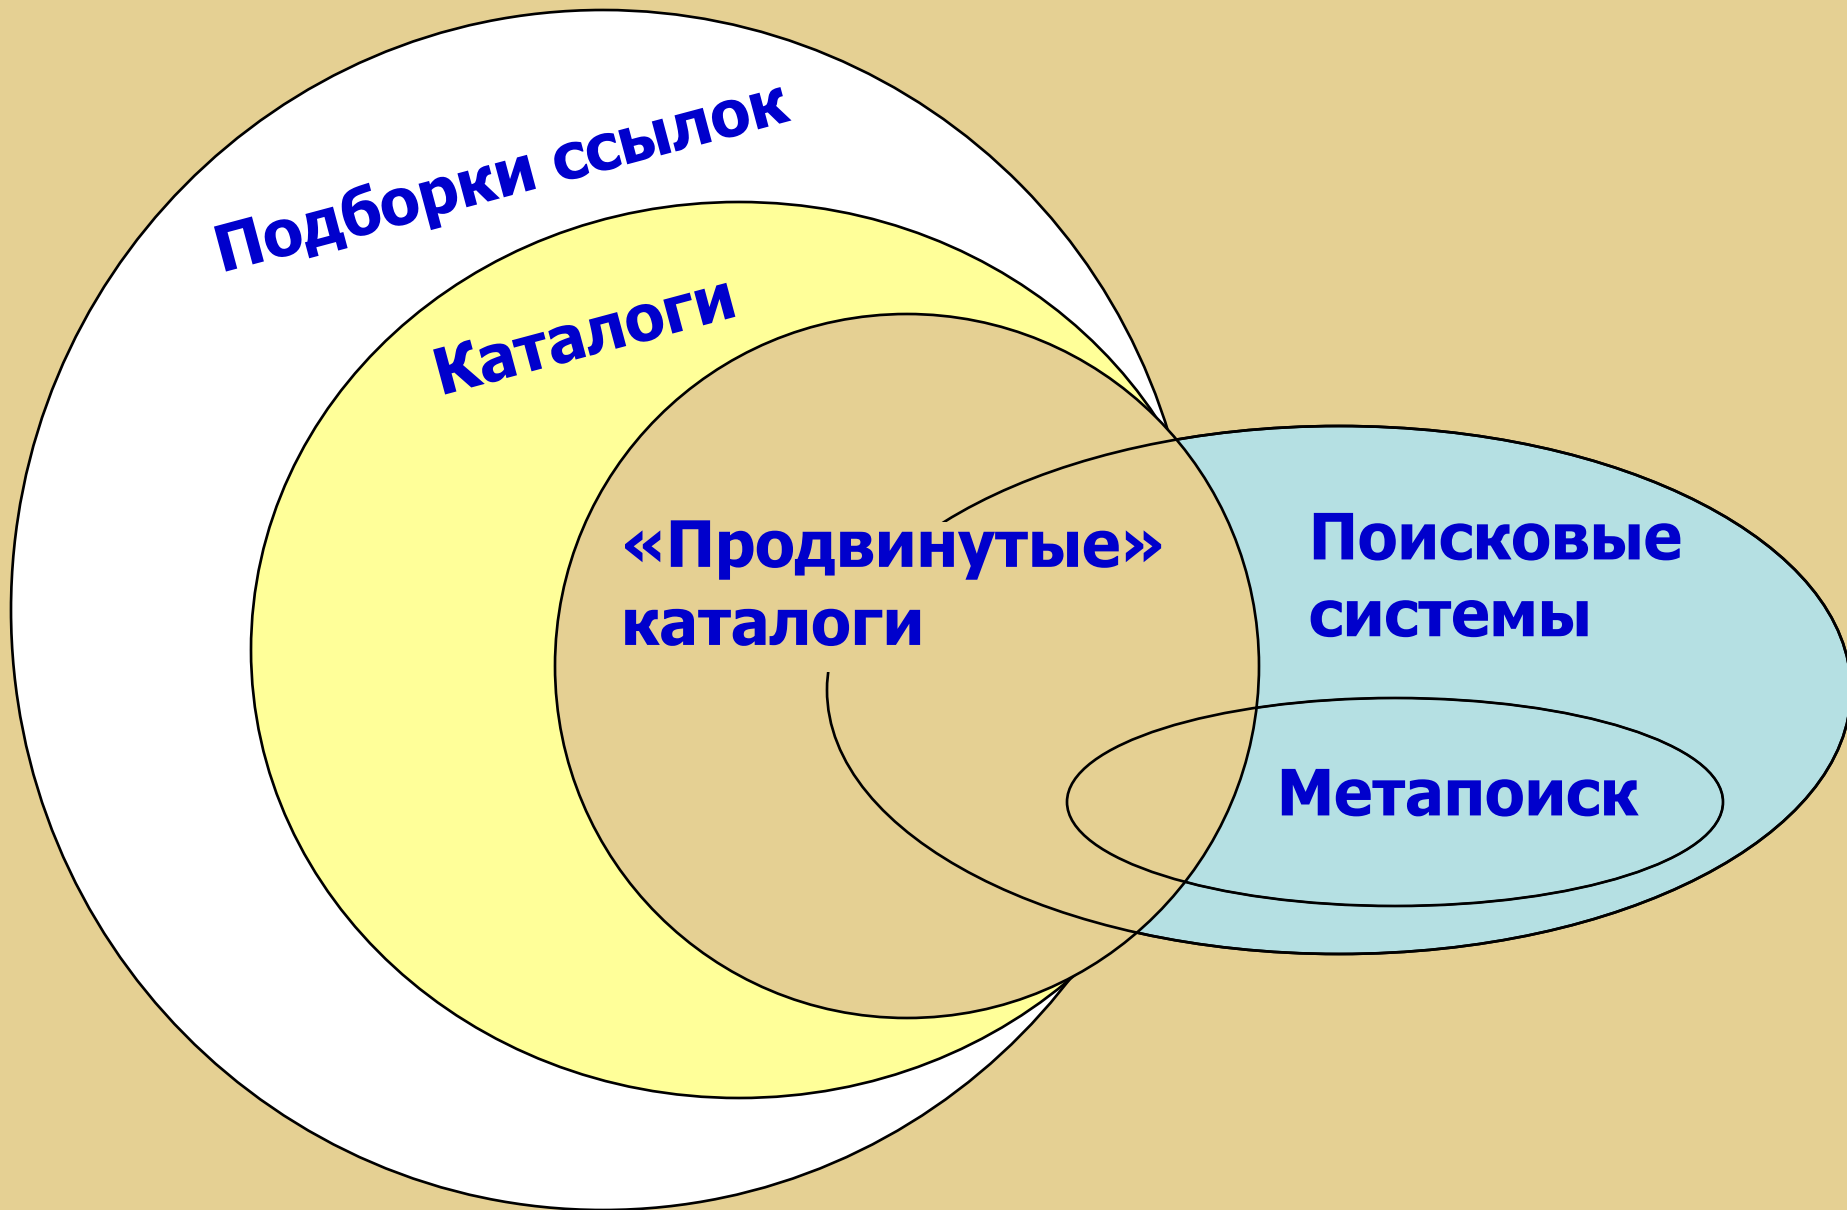 Подборки ссылок
Каталоги
«Продвинутые»
каталоги
Поисковые
системы
Метапоиск